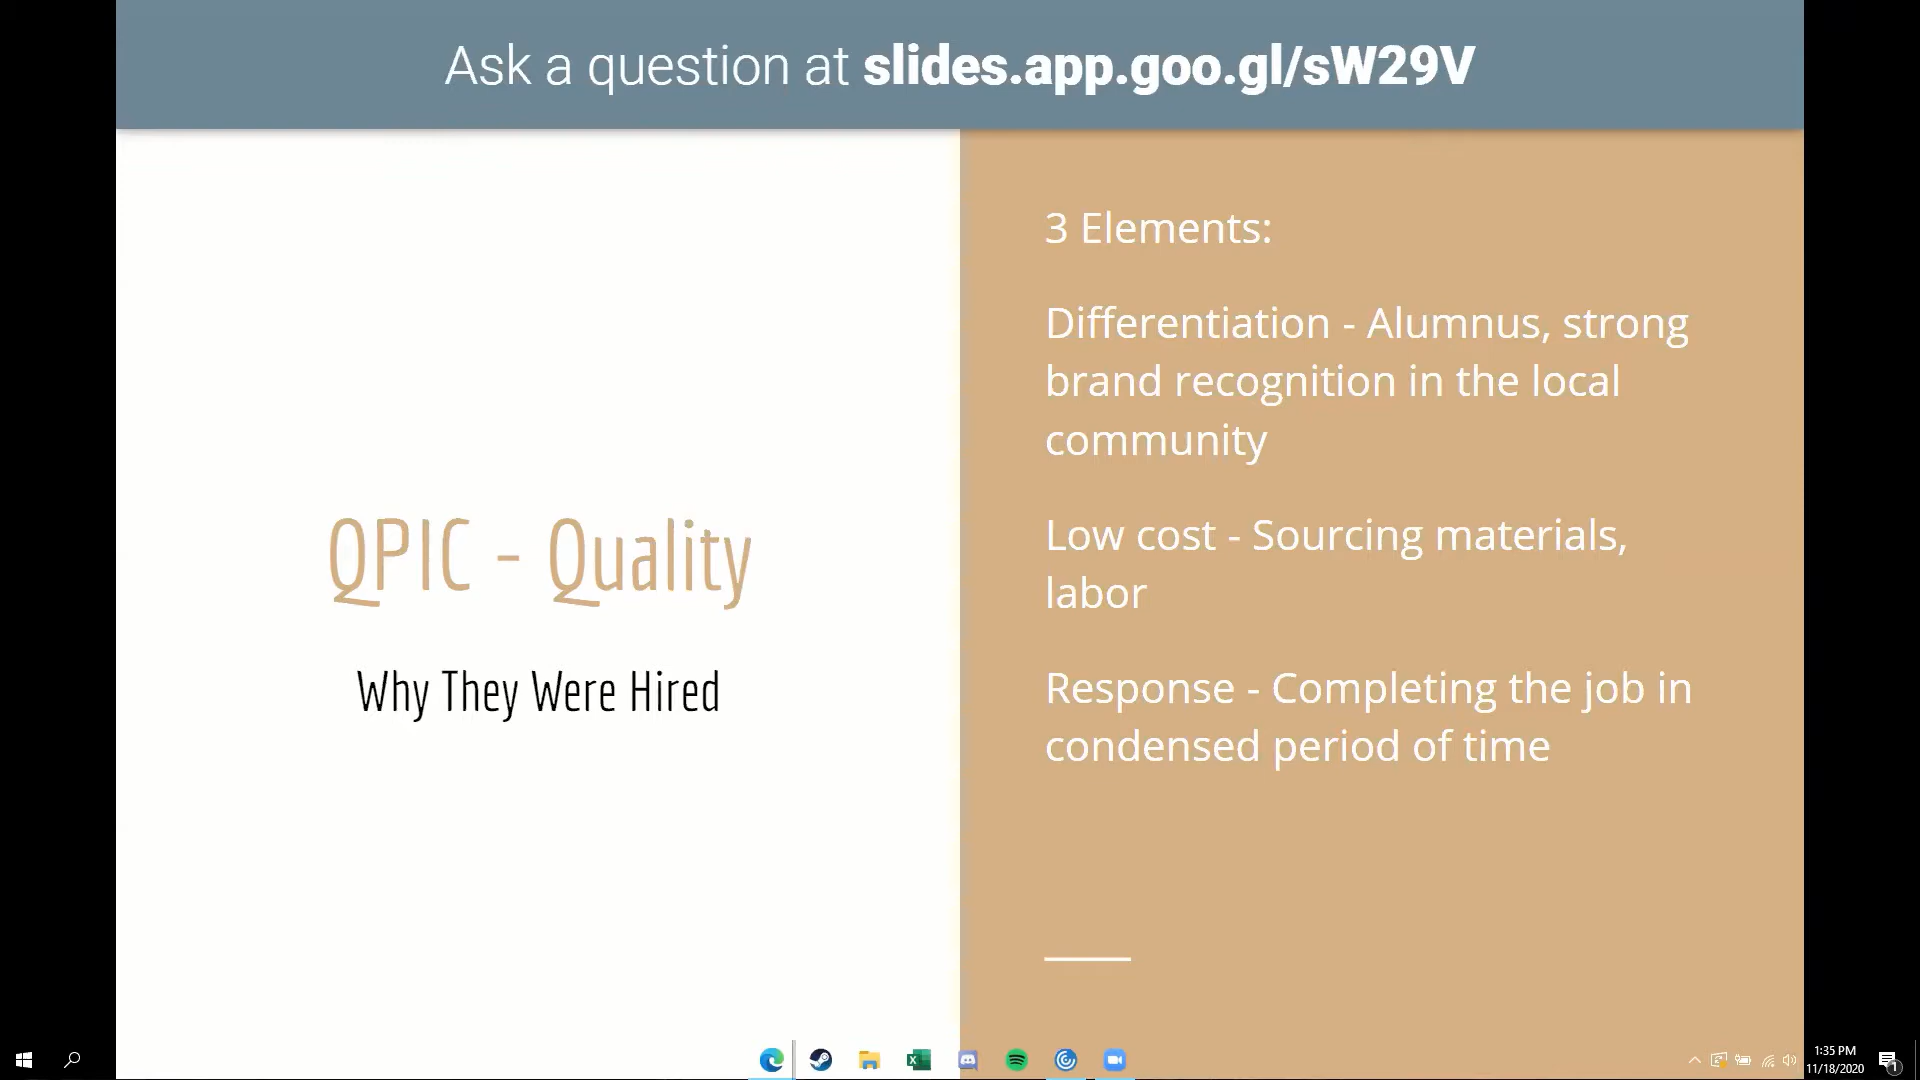 Ask a question at slides.app.goo.gl/sW29V
QPIC - Quality
Why They Were Hired
3 Elements:
Differentiation - Alumnus, strong
brand recognition in the local
community
Low cost - Sourcing materials,
labor
Response - Completing the job in
condensed period of time
1:35 PM
11/18/2020
1